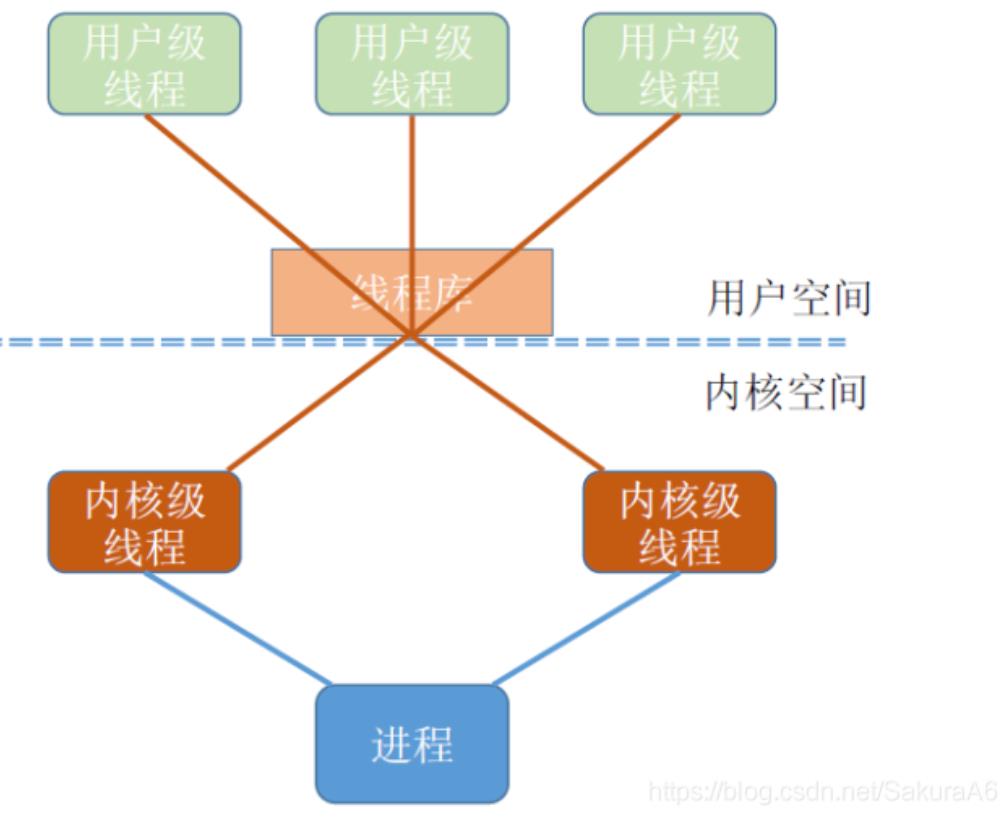 用户级
线程
用户级
线程
用户级
线程
线程库
用户空间
内核空间
内核级
线程
内核级
线程
进程
https://blog.csdn.net/SakuraA6